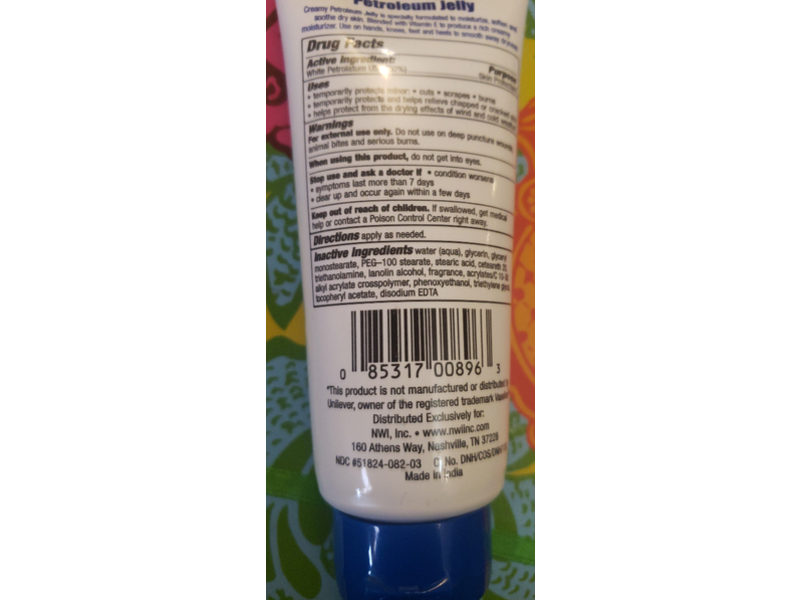 Petroleum Jelly
Creamy Petroleum Jelly is specially formulated to moisturize, soften and
soothe dry skin. Blended with Vitamin E to produce a rich creamy
moisturizer. Use on hands, knees, feet and heels to smooth away
Drug Facts
Active Ingredient: Purpose
White Petrolatum Skin
Uses
• temporarily protects minor: • cuts • scrapes • burns
• temporarily protects and helps relieve chapped or cracked
• helps protect from the drying effects of wind and cold weather
Warnings
For external use only. Do not use on deep puncture wounds,
animal bites and serious burns.
When using this product, do not get into eyes.
Stop use and ask a doctor if • condition worsens
• symptoms last more than 7 days
• clear up and occur again within a few days
Keep out of reach of children. If swallowed, get medical
help or contact a Poison Control Center right away.
Directions apply as needed.
Inactive ingredients water (aqua), glycerin, glyceryl
monostearate, PEG–100 stearate, stearic acid, ceteareth
triethanolamine, lanolin alcohol, fragrance, acrylates/C
alkyl acrylate crosspolymer, phenoxyethanol, triethylene
tocopheryl acetate, disodium EDTA
0 85317 00896 3
*This product is not manufactured or distributed
Unilever, owner of the registered trademark
Distributed Exclusively for:
NWI, Inc. • www.nwiinc.com
160 Athens Way, Nashville, TN 37228
NDC #51824-082-03 No. DNH/COS/DNH
Made in India